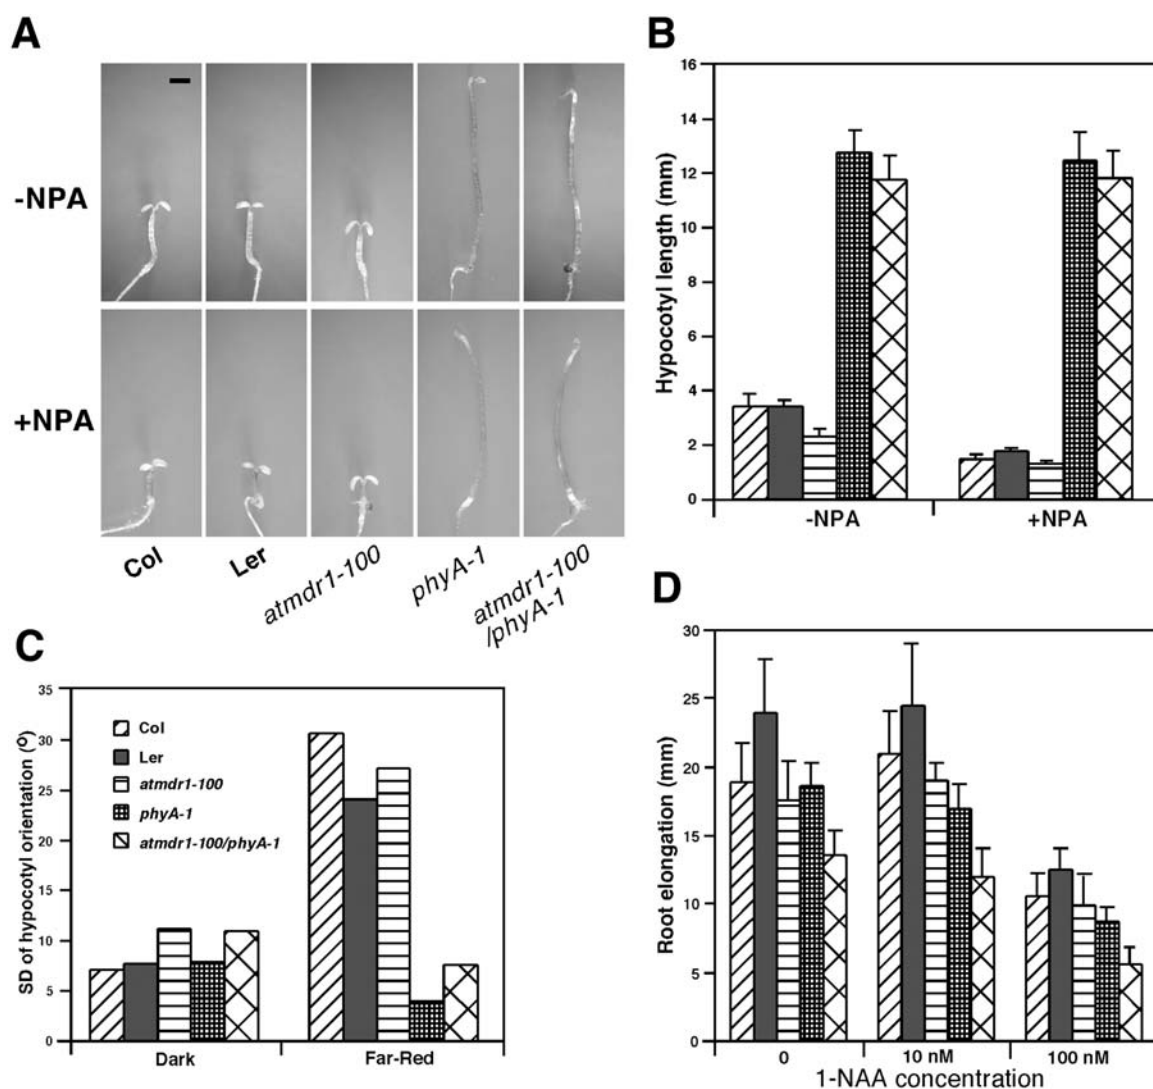 A
-NPA
+NPA
Col
Ler
atmdr1-100
phyA-1
atmdr1-100
/phyA-1
B
Hypocotyl length (mm)
16
14
12
10
8
6
4
2
0
-NPA
+NPA
C
SD of hypocotyl orientation (º)
35
30
25
20
15
10
5
0
Col
Ler
atmdr1-100
phyA-1
atmdr1-100/phyA-1
Dark
Far-Red
D
Root elongation (mm)
30
25
20
15
10
5
0
0
10 nM
100 nM
1-NAA concentration